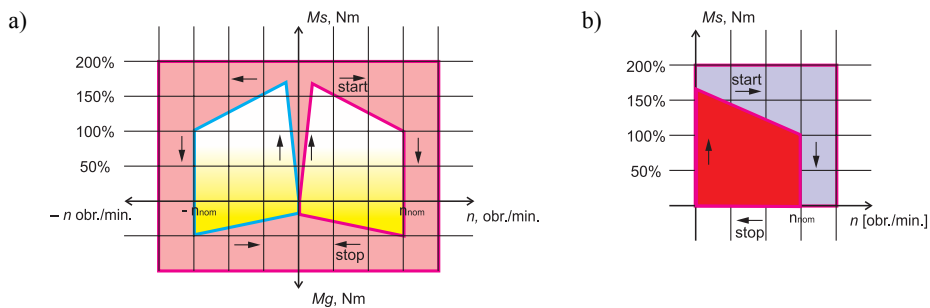 a)
Ms, Nm
200%
150%
100%
50%
start
– n obr./min.
– nnom
nnom
n, obr./min.
stop
Mg, Nm
b)
Ms, Nm
200%
150%
100%
50%
start
nnom
n [obr./min.]
stop